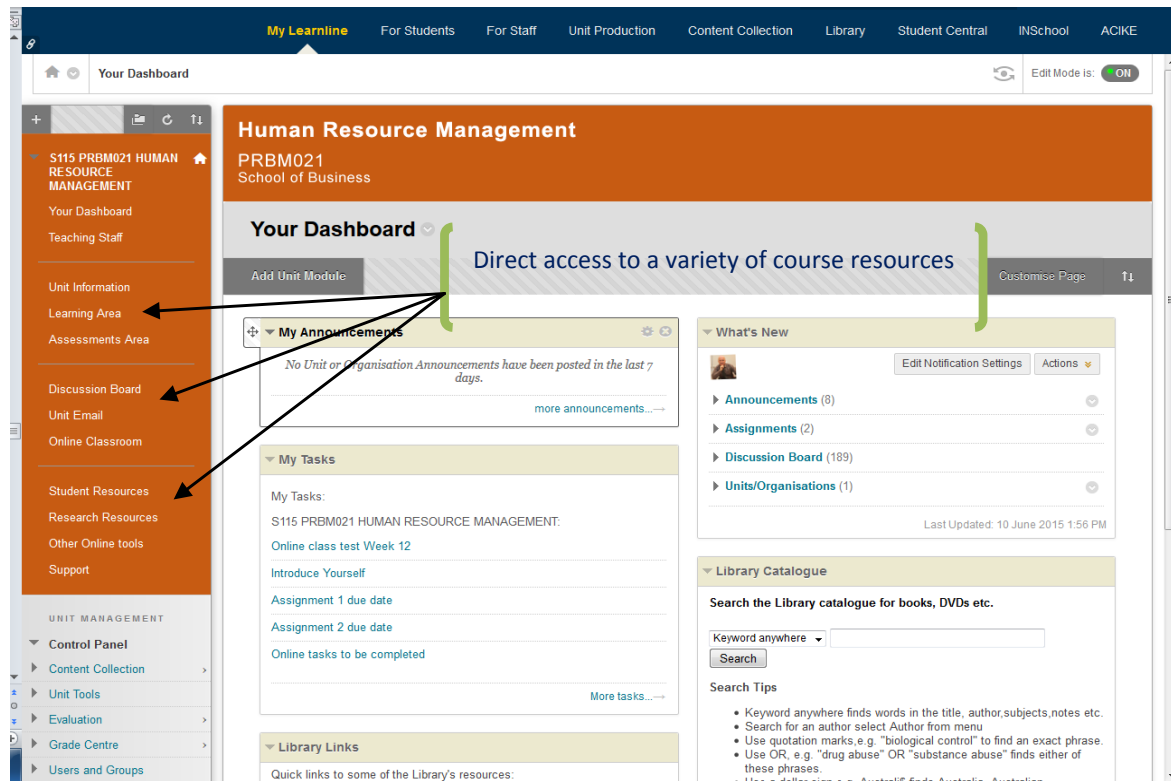 My Learnline For Students For Staff Unit Production Content Collection Library Student Central INSchool ACIKE
Your Dashboard
Edit Mode is: ON
S115 PRBM021 HUMAN
RESOURCE
MANAGEMENT
Your Dashboard
Teaching Staff
Unit Information
Learning Area
Assessments Area
Discussion Board
Unit Email
Online Classroom
Student Resources
Research Resources
Other Online tools
Support
UNIT MANAGEMENT
Control Panel
Content Collection
Unit Tools
Evaluation
Grade Centre
Users and Groups
Human Resource Management
PRBM021
School of Business
Your Dashboard
Direct access to a variety of course resources
Add Unit Module
Customise Page
My Announcements
No Unit or Organisation Announcements have been posted in the last 7
days.
more announcements...→
My Tasks
My Tasks:
S115 PRBM021 HUMAN RESOURCE MANAGEMENT:
Online class test Week 12
Introduce Yourself
Assignment 1 due date
Assignment 2 due date
Online tasks to be completed
More tasks...→
Library Links
Quick links to some of the Library's resources:
What's New
Edit Notification Settings Actions
Announcements (8)
Assignments (2)
Discussion Board (189)
Units/Organisations (1)
Last Updated: 10 June 2015 1:56 PM
Library Catalogue
Search the Library catalogue for books, DVDs etc.
Keyword anywhere
Search
Search Tips
• Keyword anywhere finds words in the title, author,subjects,notes etc.
• Search for an author select Author from menu
• Use quotation marks,e.g. "biological control" to find an exact phrase.
• Use OR, e.g. "drug abuse" OR "substance abuse" finds either of
these phrases.
• Use a dollar sign e.g. Australi$ finds Australia, Australian